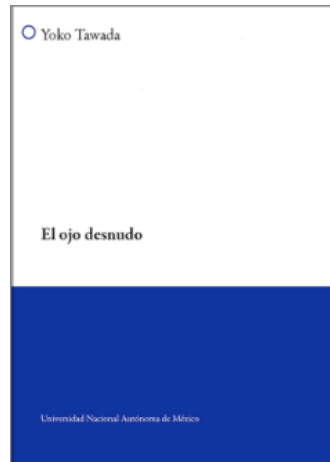 Yoko Tawada
El ojo desnudo
Universidad Nacional Autónoma de México